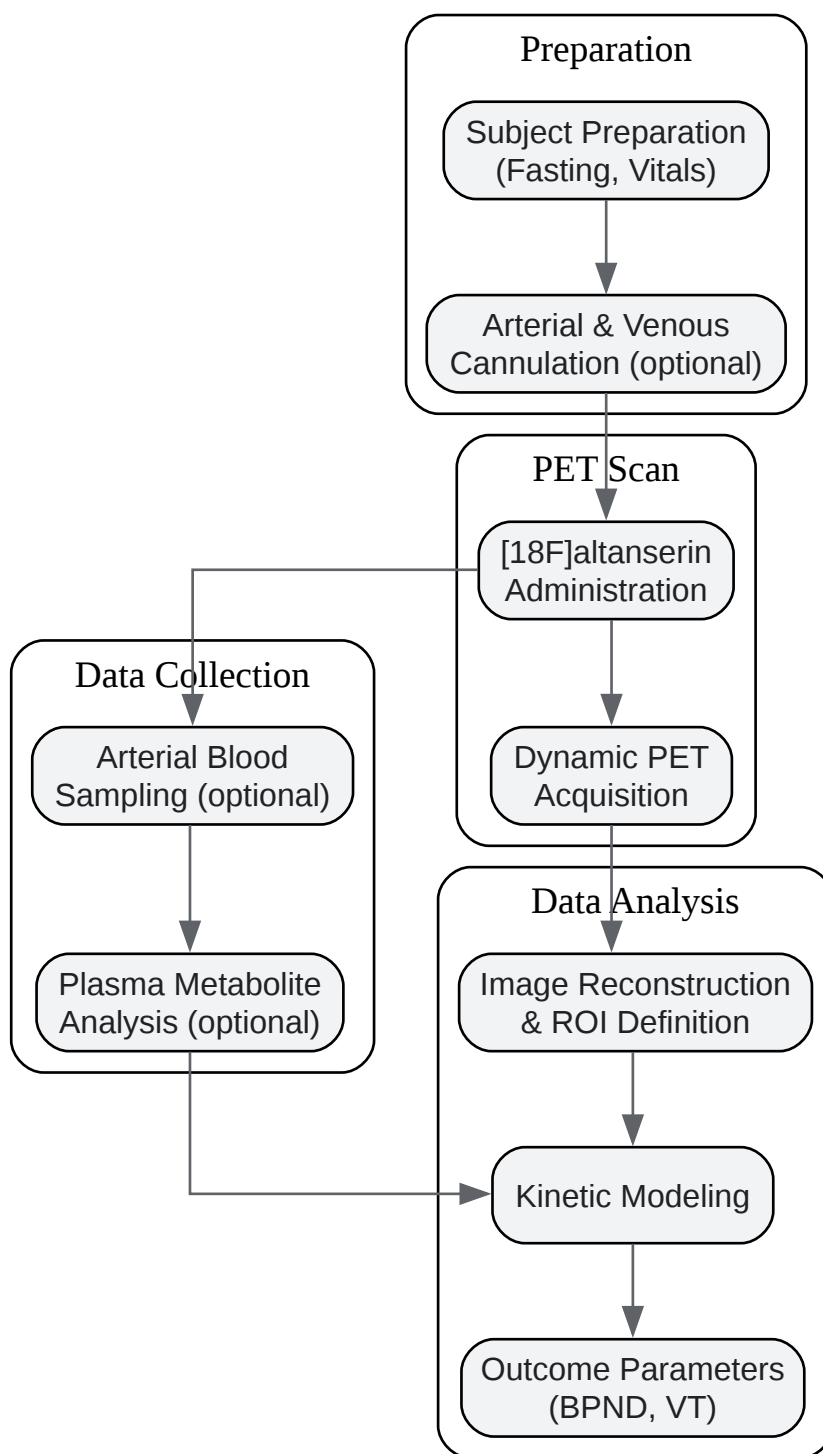 Preparation
Subject Preparation
(Fasting, Vitals)
Arterial & Venous
Cannulation (optional)
PET Scan
[18F]altanserin
Administration
Dynamic PET
Acquisition
Data Collection
Arterial Blood
Sampling (optional)
Plasma Metabolite
Analysis (optional)
Data Analysis
Image Reconstruction
& ROI Definition
Kinetic Modeling
Outcome Parameters
(BPND, VT)